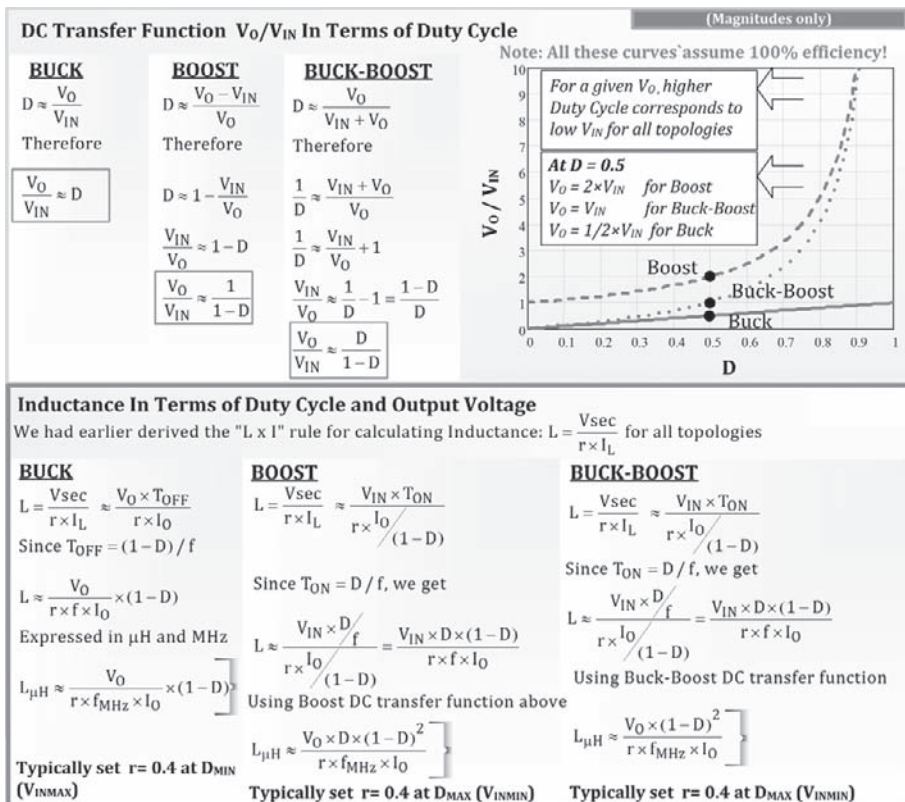 (Magnitudes only)
DC Transfer Function V₀/V_IN In Terms of Duty Cycle
Note: All these curves`assume 100% efficiency!
BUCK
D ≈ V_O / V_IN
Therefore
V_O / V_IN ≈ D
BOOST
D ≈ (V_O − V_IN) / V_O
Therefore
D ≈ 1 − V_IN / V_O
V_IN / V_O ≈ 1 − D
V_O / V_IN ≈ 1 / (1 − D)
BUCK-BOOST
D ≈ V_O / (V_IN + V_O)
Therefore
1 / D ≈ (V_IN + V_O) / V_O
1 / D ≈ V_IN / V_O + 1
V_IN / V_O ≈ 1 / D − 1 = (1 − D) / D
V_O / V_IN ≈ D / (1 − D)
10
9
8
7
6
5
4
3
2
1
0
V_O / V_IN
For a given V_O, higher
Duty Cycle corresponds to
low V_IN for all topologies
At D = 0.5
V_O = 2×V_IN for Boost
V_O = V_IN for Buck-Boost
V_O = 1/2×V_IN for Buck
Boost
Buck-Boost
Buck
0 0.1 0.2 0.3 0.4 0.5 0.6 0.7 0.8 0.9 1
D
Inductance In Terms of Duty Cycle and Output Voltage
We had earlier derived the "L x I" rule for calculating Inductance: L = Vsec / (r × I_L) for all topologies
BUCK
L = Vsec / (r × I_L) ≈ (V_O × T_OFF) / (r × I_O)
Since T_OFF = (1 − D) / f
L ≈ V_O / (r × f × I_O) × (1 − D)
Expressed in μH and MHz
L_μH ≈ V_O / (r × f_MHz × I_O) × (1 − D)
Typically set r= 0.4 at D_MIN
(V_INMAX)
BOOST
L = Vsec / (r × I_L) ≈ (V_IN × T_ON) / (r × I_O / (1 − D))
Since T_ON = D / f, we get
L ≈ (V_IN × D / f) / (r × I_O / (1 − D)) = (V_IN × D × (1 − D)) / (r × f × I_O)
Using Boost DC transfer function above
L_μH ≈ (V_O × D × (1 − D)²) / (r × f_MHz × I_O)
Typically set r= 0.4 at D_MAX (V_INMIN)
BUCK-BOOST
L = Vsec / (r × I_L) ≈ (V_IN × T_ON) / (r × I_O / (1 − D))
Since T_ON = D / f, we get
L ≈ (V_IN × D / f) / (r × I_O / (1 − D)) = (V_IN × D × (1 − D)) / (r × f × I_O)
Using Buck-Boost DC transfer function
L_μH ≈ (V_O × (1 − D)²) / (r × f_MHz × I_O)
Typically set r= 0.4 at D_MAX (V_INMIN)